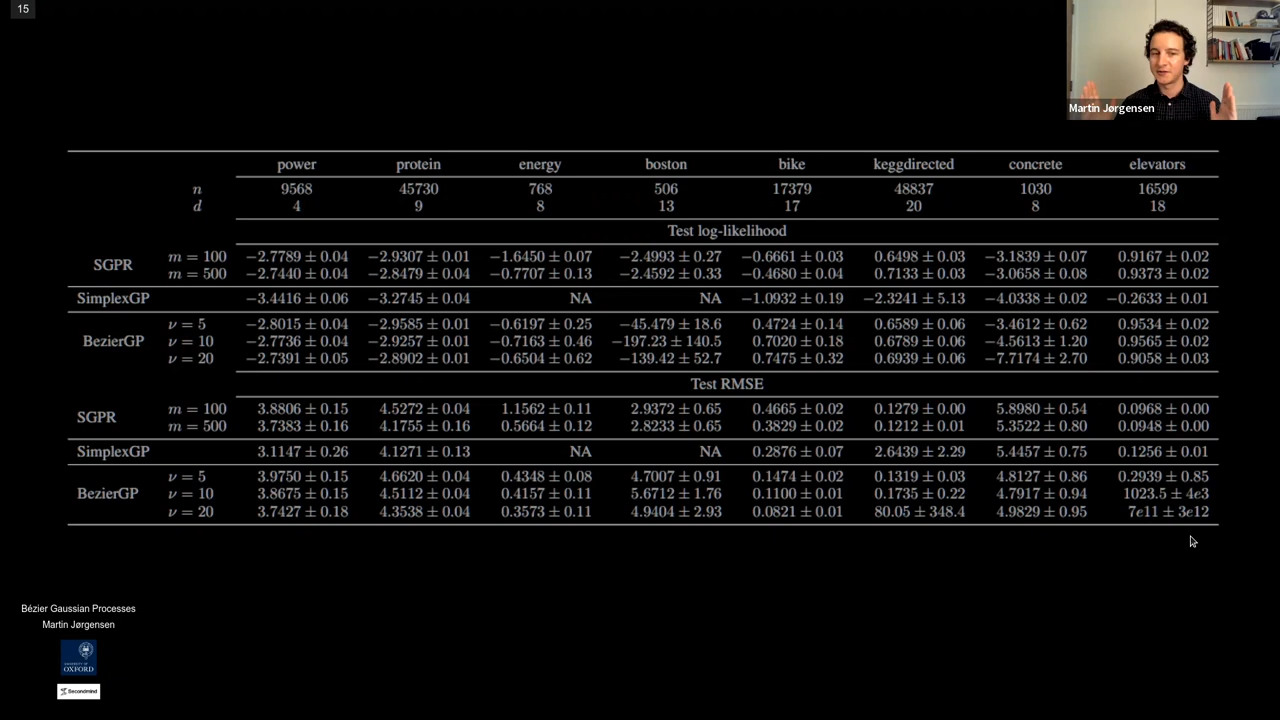 15
Martin Jørgensen
power protein energy boston bike keggdirected concrete elevators
n 9568 45730 768 506 17379 48837 1030 16599
d 4 9 8 13 17 20 8 18
Test log-likelihood
SGPR
m = 100 −2.7789 ± 0.04 −2.9307 ± 0.01 −1.6450 ± 0.07 −2.4993 ± 0.27 −0.6661 ± 0.03 0.6498 ± 0.03 −3.1839 ± 0.07 0.9167 ± 0.02
m = 500 −2.7440 ± 0.04 −2.8479 ± 0.04 −0.7707 ± 0.13 −2.4592 ± 0.33 −0.4680 ± 0.04 0.7133 ± 0.03 −3.0658 ± 0.08 0.9373 ± 0.02
SimplexGP −3.4416 ± 0.06 −3.2745 ± 0.04 NA NA −1.0932 ± 0.19 −2.3241 ± 5.13 −4.0338 ± 0.02 −0.2633 ± 0.01
ν = 5 −2.8015 ± 0.04 −2.9585 ± 0.01 −0.6197 ± 0.25 −45.479 ± 18.6 0.4724 ± 0.14 0.6589 ± 0.06 −3.4612 ± 0.62 0.9534 ± 0.02
BezierGP ν = 10 −2.7736 ± 0.04 −2.9257 ± 0.01 −0.7163 ± 0.46 −197.23 ± 140.5 0.7020 ± 0.18 0.6789 ± 0.06 −4.5613 ± 1.20 0.9565 ± 0.02
ν = 20 −2.7391 ± 0.05 −2.8902 ± 0.01 −0.6504 ± 0.62 −139.42 ± 52.7 0.7475 ± 0.32 0.6939 ± 0.06 −7.7174 ± 2.70 0.9058 ± 0.03
Test RMSE
SGPR
m = 100 3.8806 ± 0.15 4.5272 ± 0.04 1.1562 ± 0.11 2.9372 ± 0.65 0.4665 ± 0.02 0.1279 ± 0.00 5.8980 ± 0.54 0.0968 ± 0.00
m = 500 3.7383 ± 0.16 4.1755 ± 0.16 0.5664 ± 0.12 2.8233 ± 0.65 0.3829 ± 0.02 0.1212 ± 0.01 5.3522 ± 0.80 0.0948 ± 0.00
SimplexGP 3.1147 ± 0.26 4.1271 ± 0.13 NA NA 0.2876 ± 0.07 2.6439 ± 2.29 5.4457 ± 0.75 0.1256 ± 0.01
ν = 5 3.9750 ± 0.15 4.6620 ± 0.04 0.4348 ± 0.08 4.7007 ± 0.91 0.1474 ± 0.02 0.1319 ± 0.03 4.8127 ± 0.86 0.2939 ± 0.85
BezierGP ν = 10 3.8675 ± 0.15 4.5112 ± 0.04 0.4157 ± 0.11 5.6712 ± 1.76 0.1100 ± 0.01 0.1735 ± 0.22 4.7917 ± 0.94 1023.5 ± 4e3
ν = 20 3.7427 ± 0.18 4.3538 ± 0.04 0.3573 ± 0.11 4.9404 ± 2.93 0.0821 ± 0.01 80.05 ± 348.4 4.9829 ± 0.95 7e11 ± 3e12
Bézier Gaussian Processes
Martin Jørgensen
UNIVERSITY OF
OXFORD
Secondmind